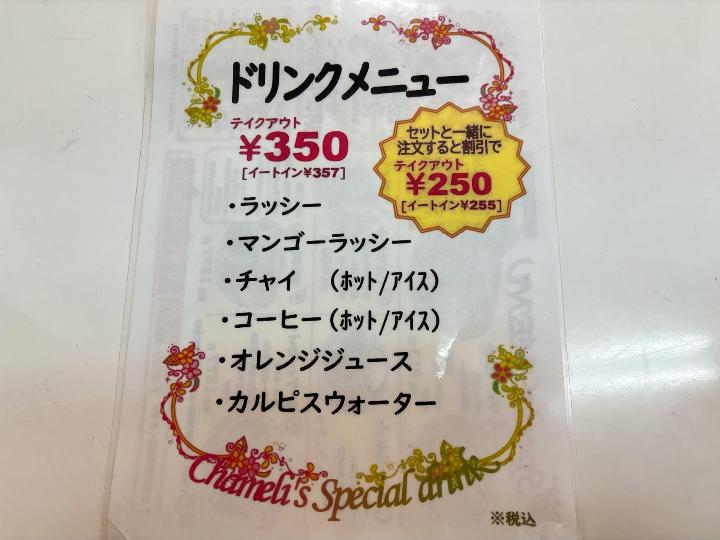 ドリンクメニュー
テイクアウト
¥350
[イートイン¥357]
セットと一緒に
注文すると割引で
テイクアウト
¥250
[イートイン¥255]
・ラッシー
・マンゴーラッシー
・チャイ (ﾎｯﾄ/ｱｲｽ)
・コーヒー(ﾎｯﾄ/ｱｲｽ)
・オレンジジュース
・カルピスウォーター
Chameli's Special drink
※税込